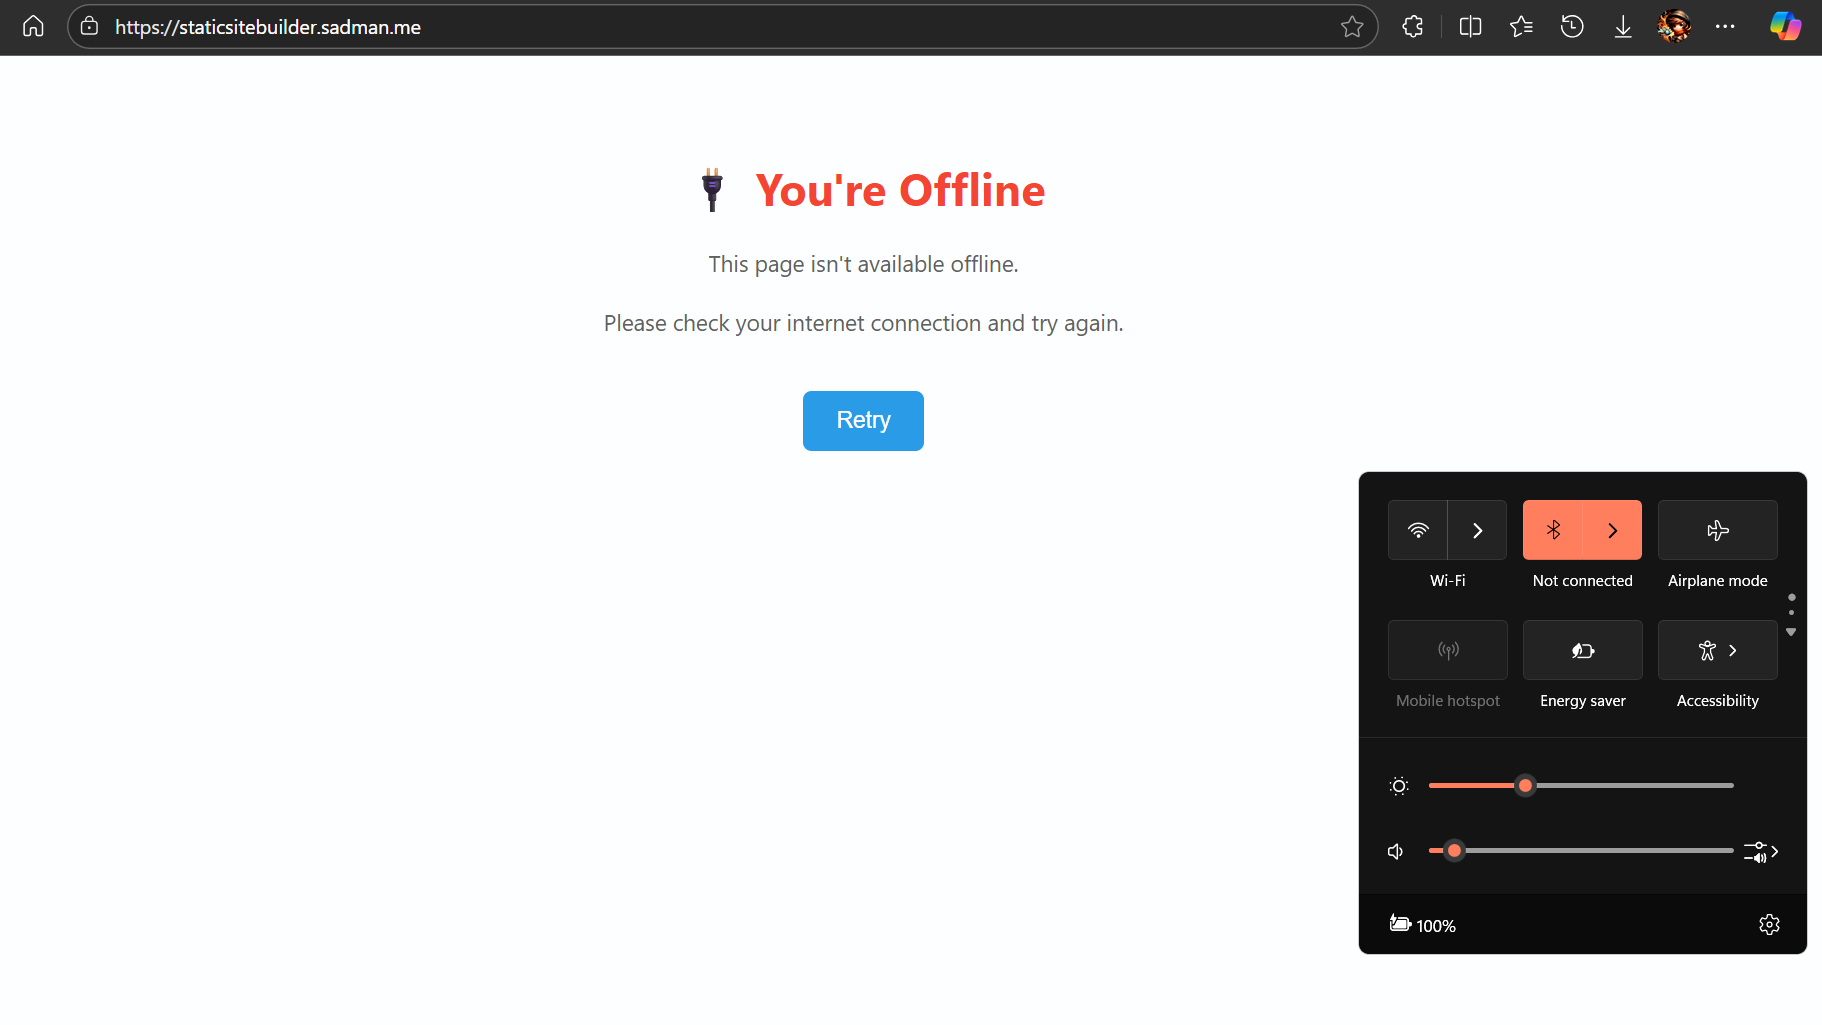 https://staticsitebuilder.sadman.me
You're Offline
This page isn't available offline.
Please check your internet connection and try again.
Retry
Wi-Fi
Not connected
Airplane mode
Mobile hotspot
Energy saver
Accessibility
100%